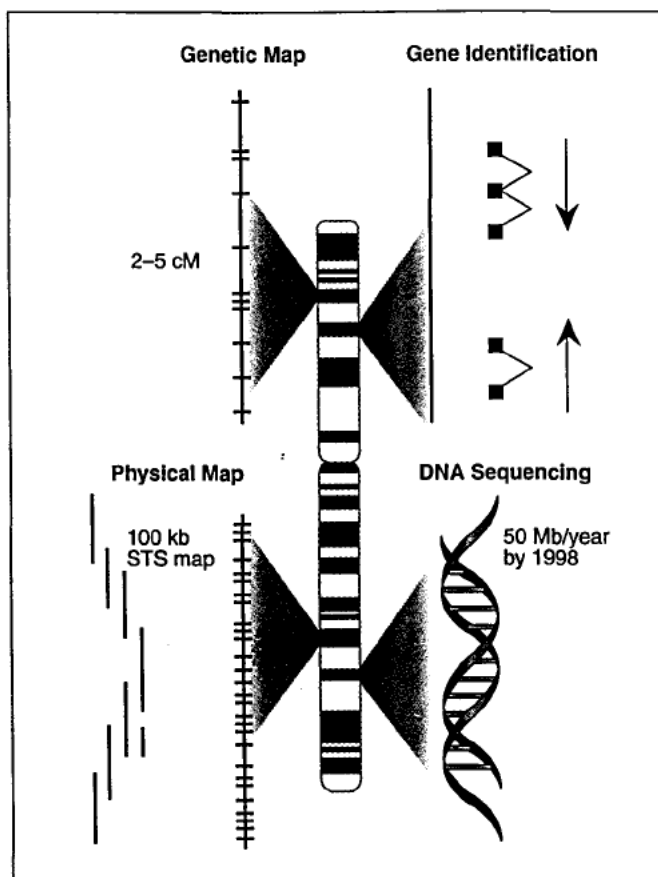 Genetic Map
Gene Identification
2–5 cM
Physical Map
DNA Sequencing
100 kb
STS map
50 Mb/year
by 1998